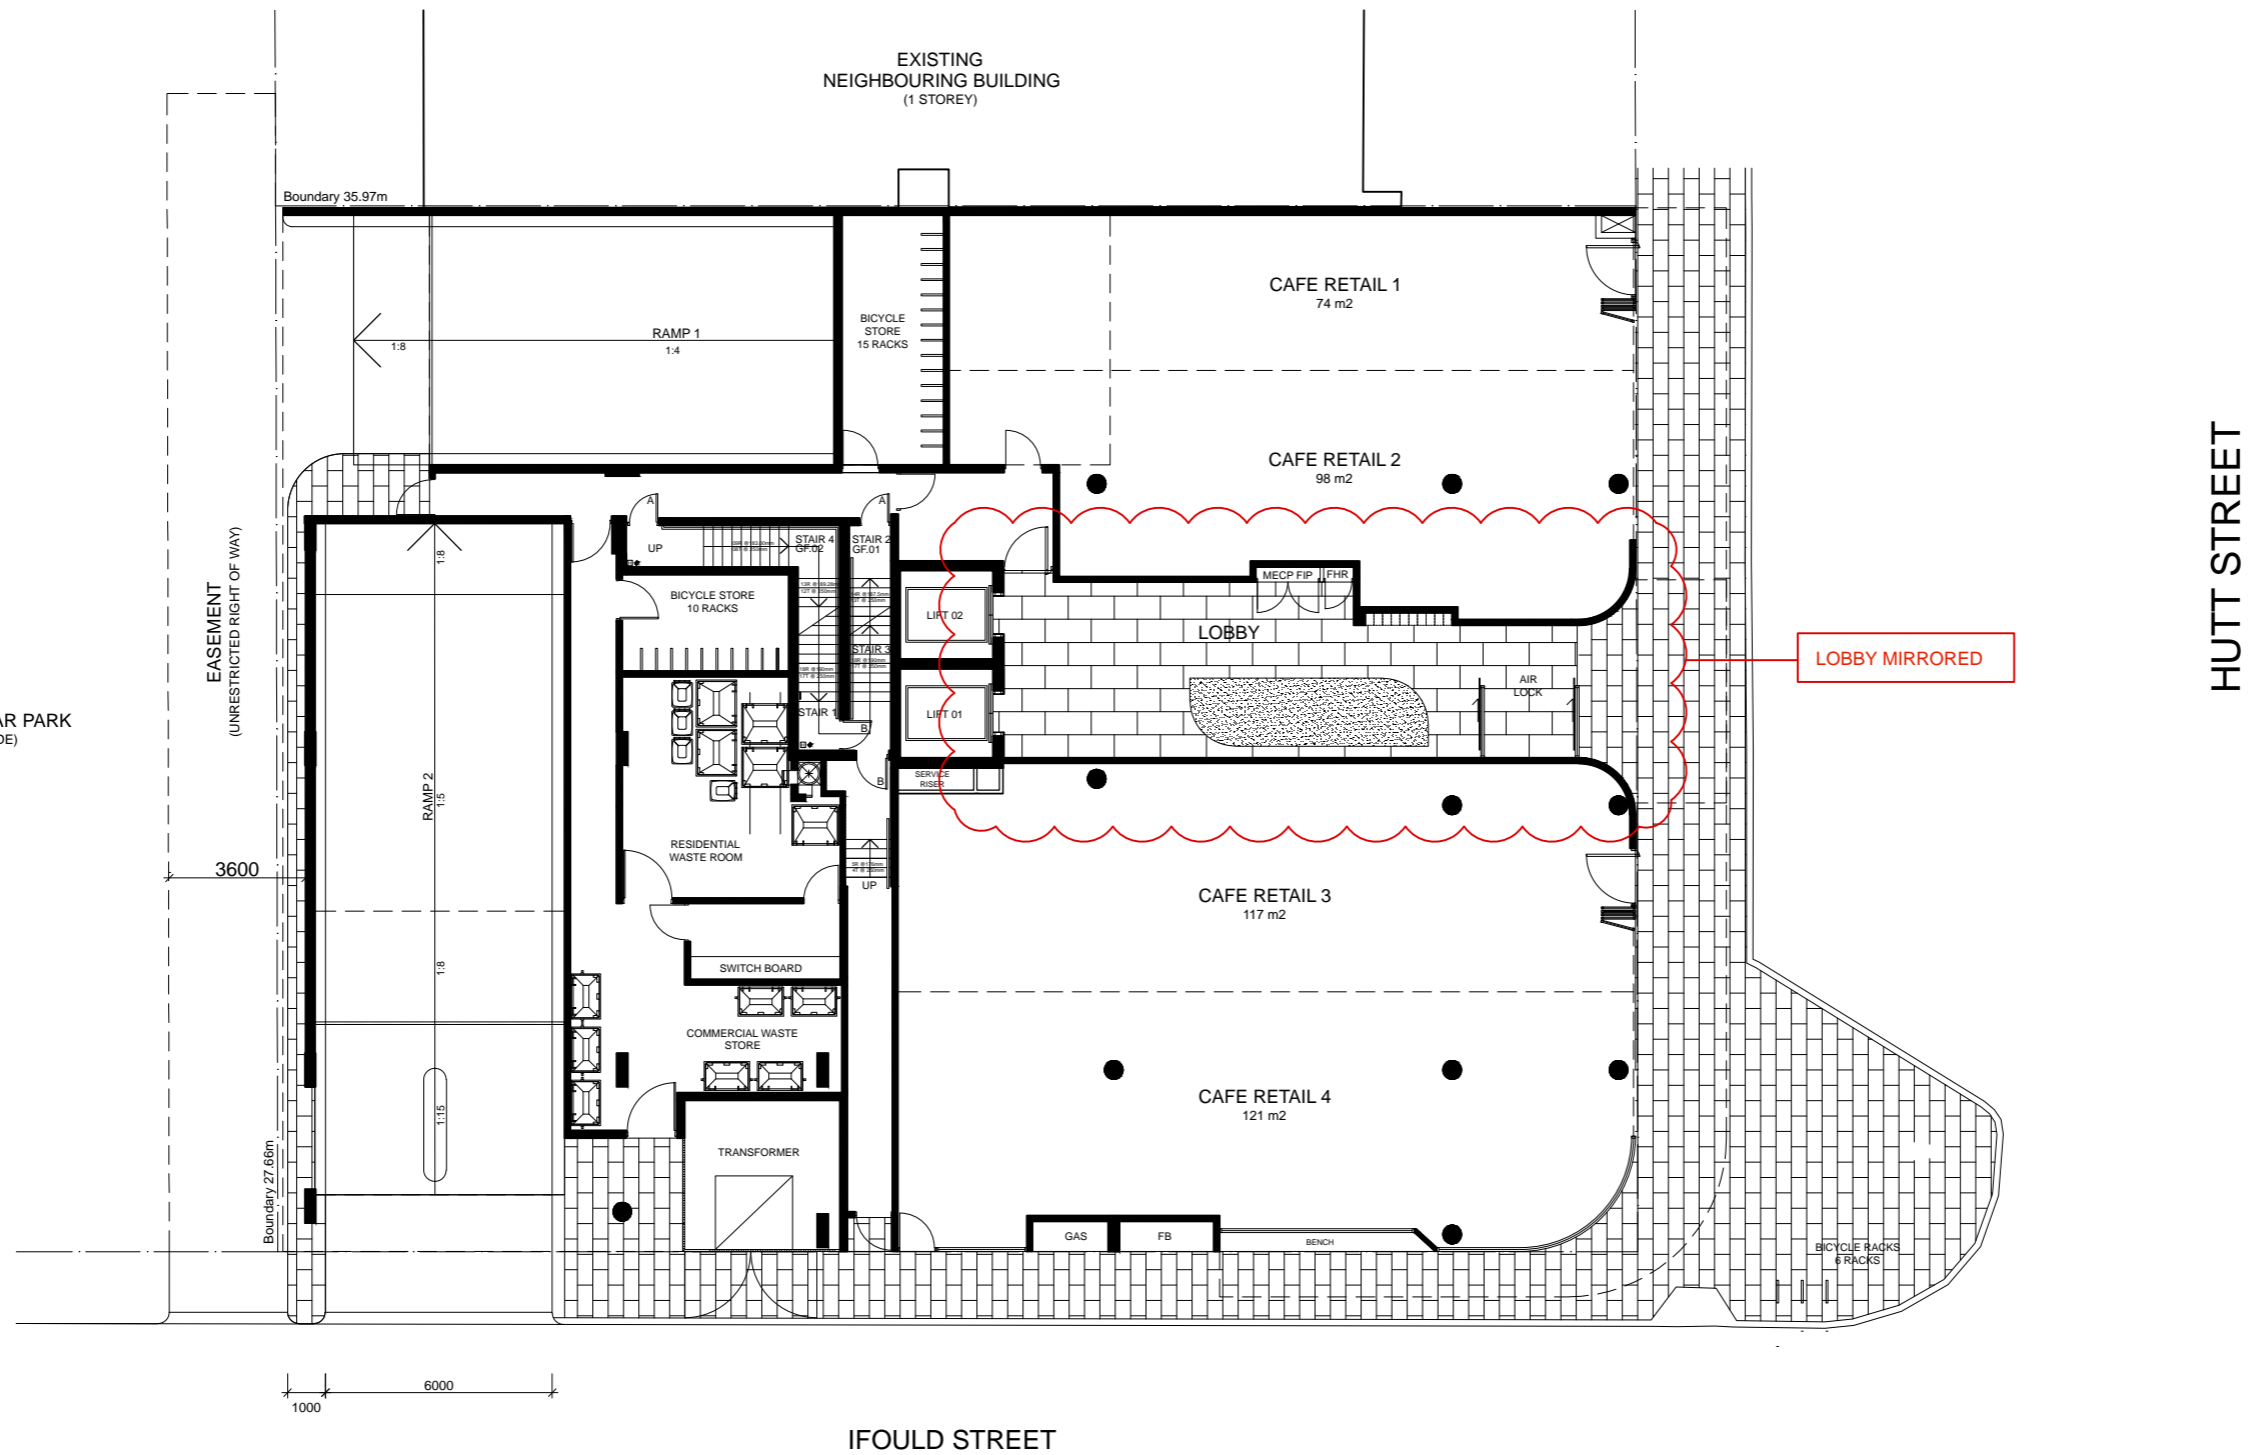 EXISTING
NEIGHBOURING BUILDING
(1 STOREY)
Boundary 35.97m
CAFE RETAIL 1
74 m2
BICYCLE
STORE
15 RACKS
RAMP 1
1:8
1:4
CAFE RETAIL 2
98 m2
HUTT STREET
EASEMENT
(UNRESTRICTED RIGHT OF WAY)
A
A
UP
STAIR 4
GF.02
STAIR 2
GF.01
1:8
MECP FIP
FHR
BICYCLE STORE
10 RACKS
LIFT 02
LOBBY
STAIR 3
LOBBY MIRRORED
AIR
LOCK
LIFT 01
STAIR 1
B
B
AR PARK
DE)
SERVICE
RISER
RAMP 2
1:5
RESIDENTIAL
WASTE ROOM
3600
UP
CAFE RETAIL 3
117 m2
SWITCH BOARD
1:8
COMMERCIAL WASTE
STORE
CAFE RETAIL 4
121 m2
1:15
TRANSFORMER
Boundary 27.66m
GAS
FB
BENCH
BICYCLE RACKS
6 RACKS
6000
1000
IFOULD STREET